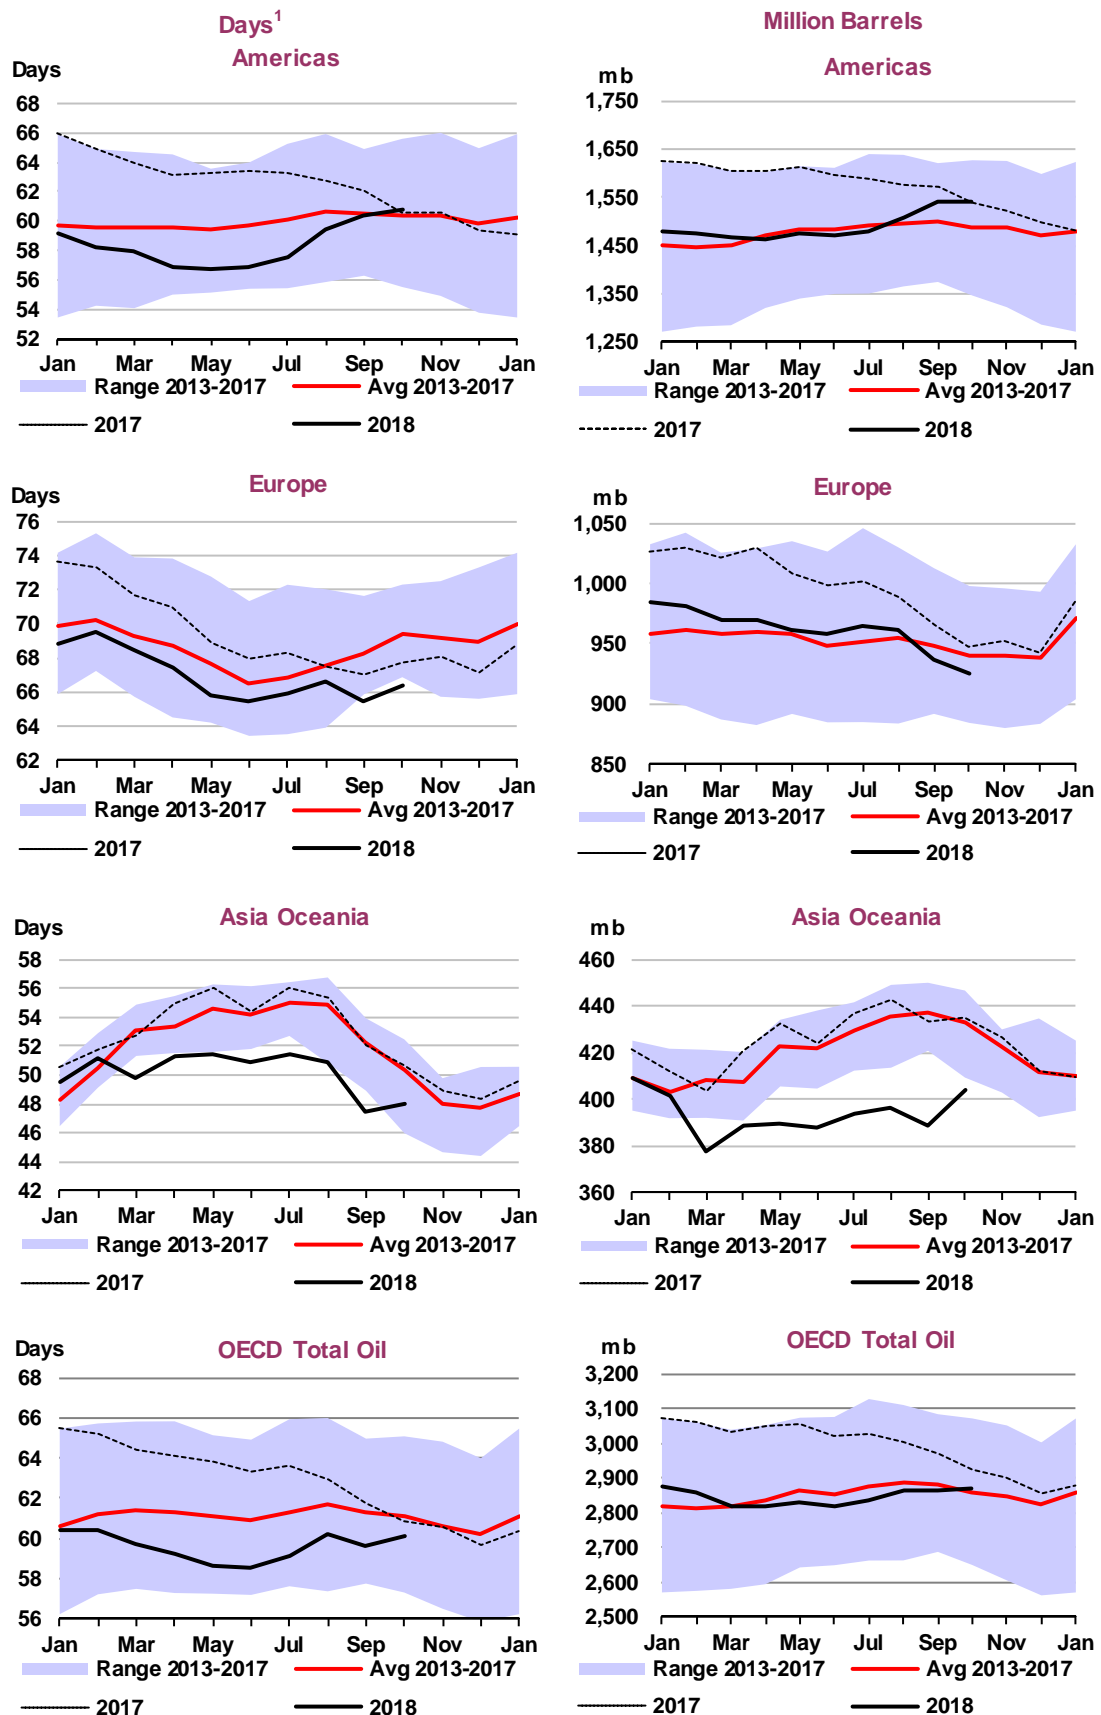 Days¹
Million Barrels
Americas
Days
68
66
64
62
60
58
56
54
52
Jan Mar May Jul Sep Nov Jan
Range 2013-2017 Avg 2013-2017
2017 2018
Americas
mb
1,750
1,650
1,550
1,450
1,350
1,250
Jan Mar May Jul Sep Nov Jan
Range 2013-2017 Avg 2013-2017
2017 2018
Europe
Days
76
74
72
70
68
66
64
62
Jan Mar May Jul Sep Nov Jan
Range 2013-2017 Avg 2013-2017
2017 2018
Europe
mb
1,050
1,000
950
900
850
Jan Mar May Jul Sep Nov Jan
Range 2013-2017 Avg 2013-2017
2017 2018
Asia Oceania
Days
58
56
54
52
50
48
46
44
42
Jan Mar May Jul Sep Nov Jan
Range 2013-2017 Avg 2013-2017
2017 2018
Asia Oceania
mb
460
440
420
400
380
360
Jan Mar May Jul Sep Nov Jan
Range 2013-2017 Avg 2013-2017
2017 2018
OECD Total Oil
Days
68
66
64
62
60
58
56
Jan Mar May Jul Sep Nov Jan
Range 2013-2017 Avg 2013-2017
2017 2018
OECD Total Oil
mb
3,200
3,100
3,000
2,900
2,800
2,700
2,600
2,500
Jan Mar May Jul Sep Nov Jan
Range 2013-2017 Avg 2013-2017
2017 2018